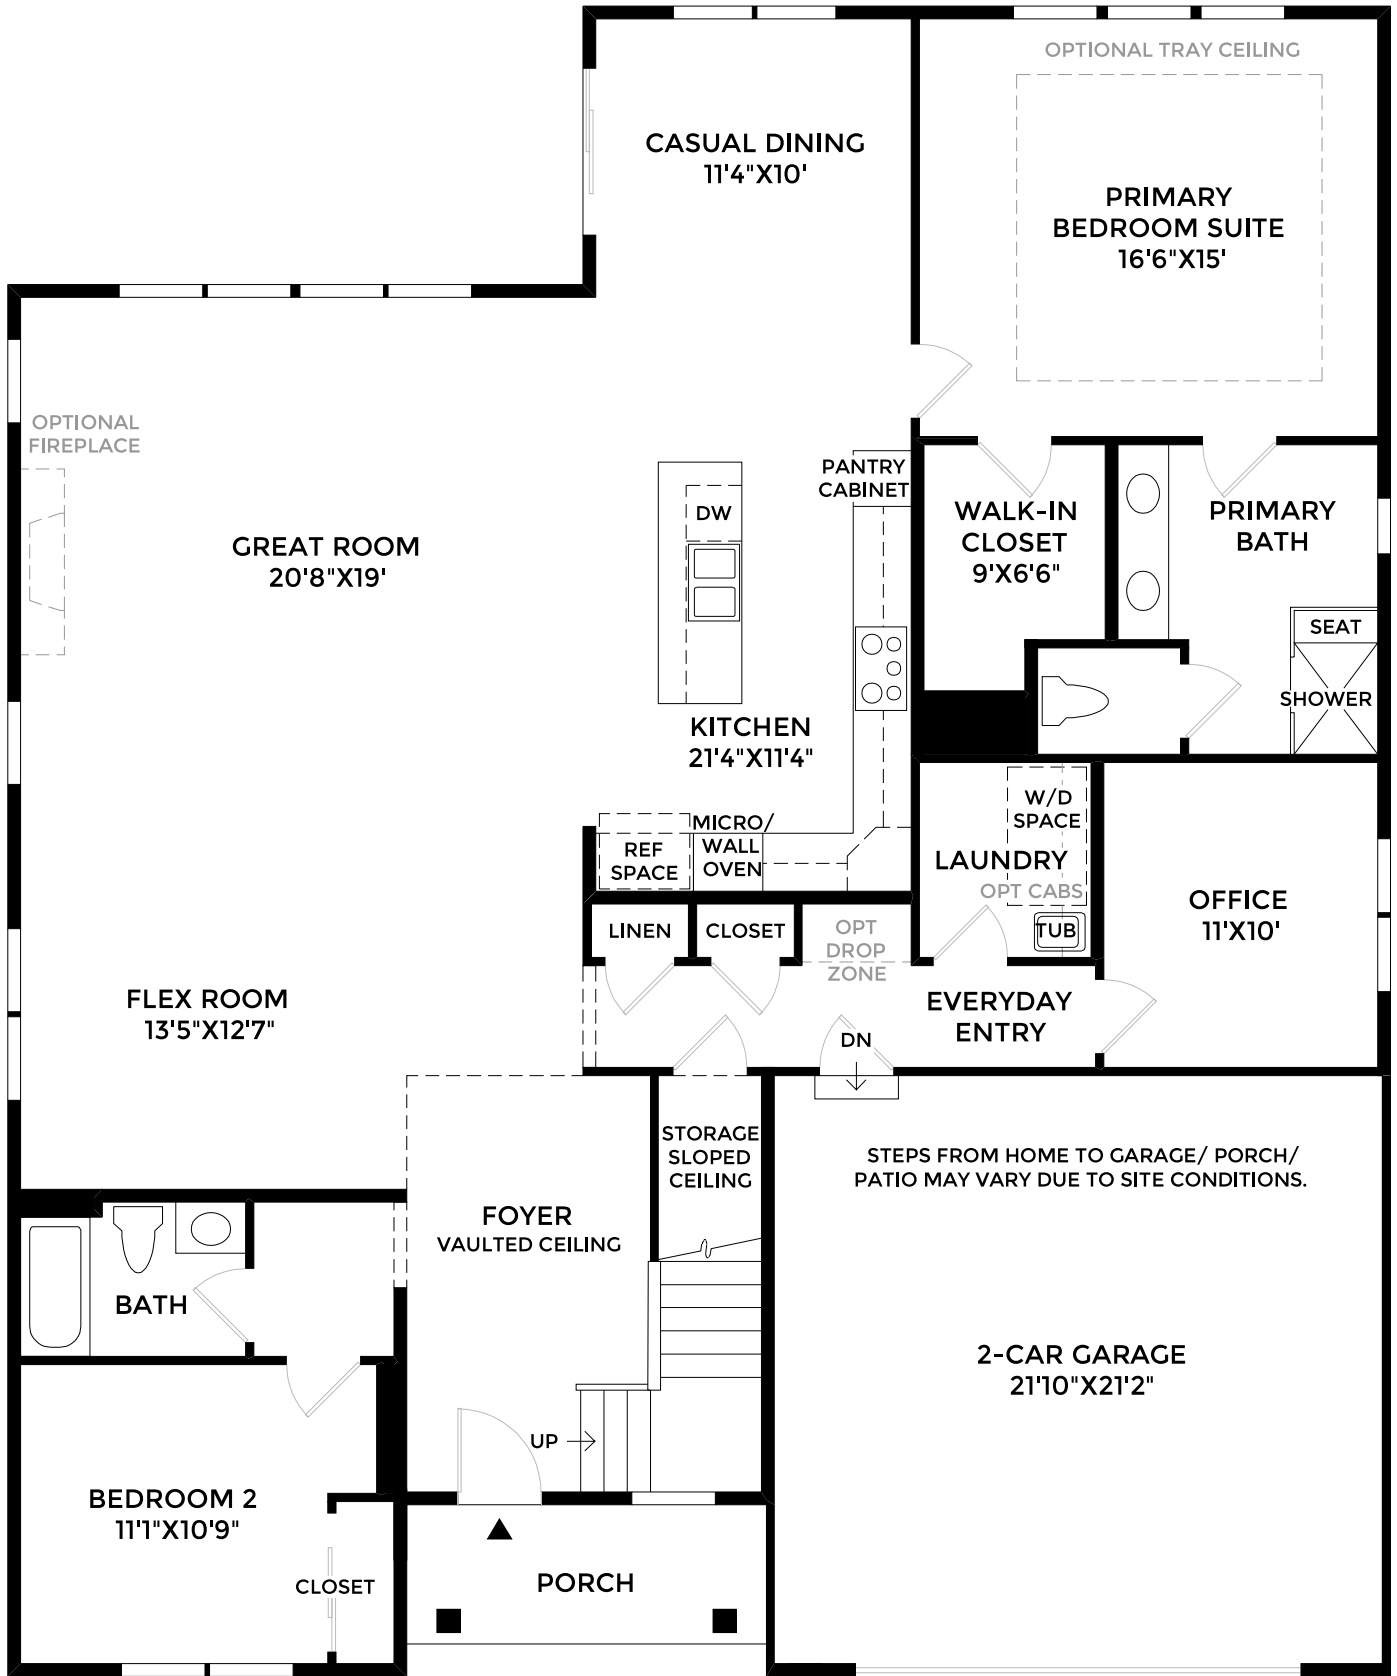 OPTIONAL TRAY CEILING
CASUAL DINING
11'4"X10'
PRIMARY
BEDROOM SUITE
16'6"X15'
OPTIONAL
FIREPLACE
GREAT ROOM
20'8"X19'
DW
PANTRY
CABINET
WALK-IN
CLOSET
9'X6'6"
PRIMARY
BATH
SEAT
SHOWER
KITCHEN
21'4"X11'4"
MICRO/
WALL
OVEN
REF
SPACE
W/D
SPACE
LAUNDRY
OPT CABS
TUB
OFFICE
11'X10'
LINEN
CLOSET
OPT
DROP
ZONE
FLEX ROOM
13'5"X12'7"
EVERYDAY
ENTRY
DN
STORAGE
SLOPED
CEILING
STEPS FROM HOME TO GARAGE/ PORCH/
PATIO MAY VARY DUE TO SITE CONDITIONS.
FOYER
VAULTED CEILING
BATH
2-CAR GARAGE
21'10"X21'2"
UP
BEDROOM 2
11'1"X10'9"
CLOSET
PORCH